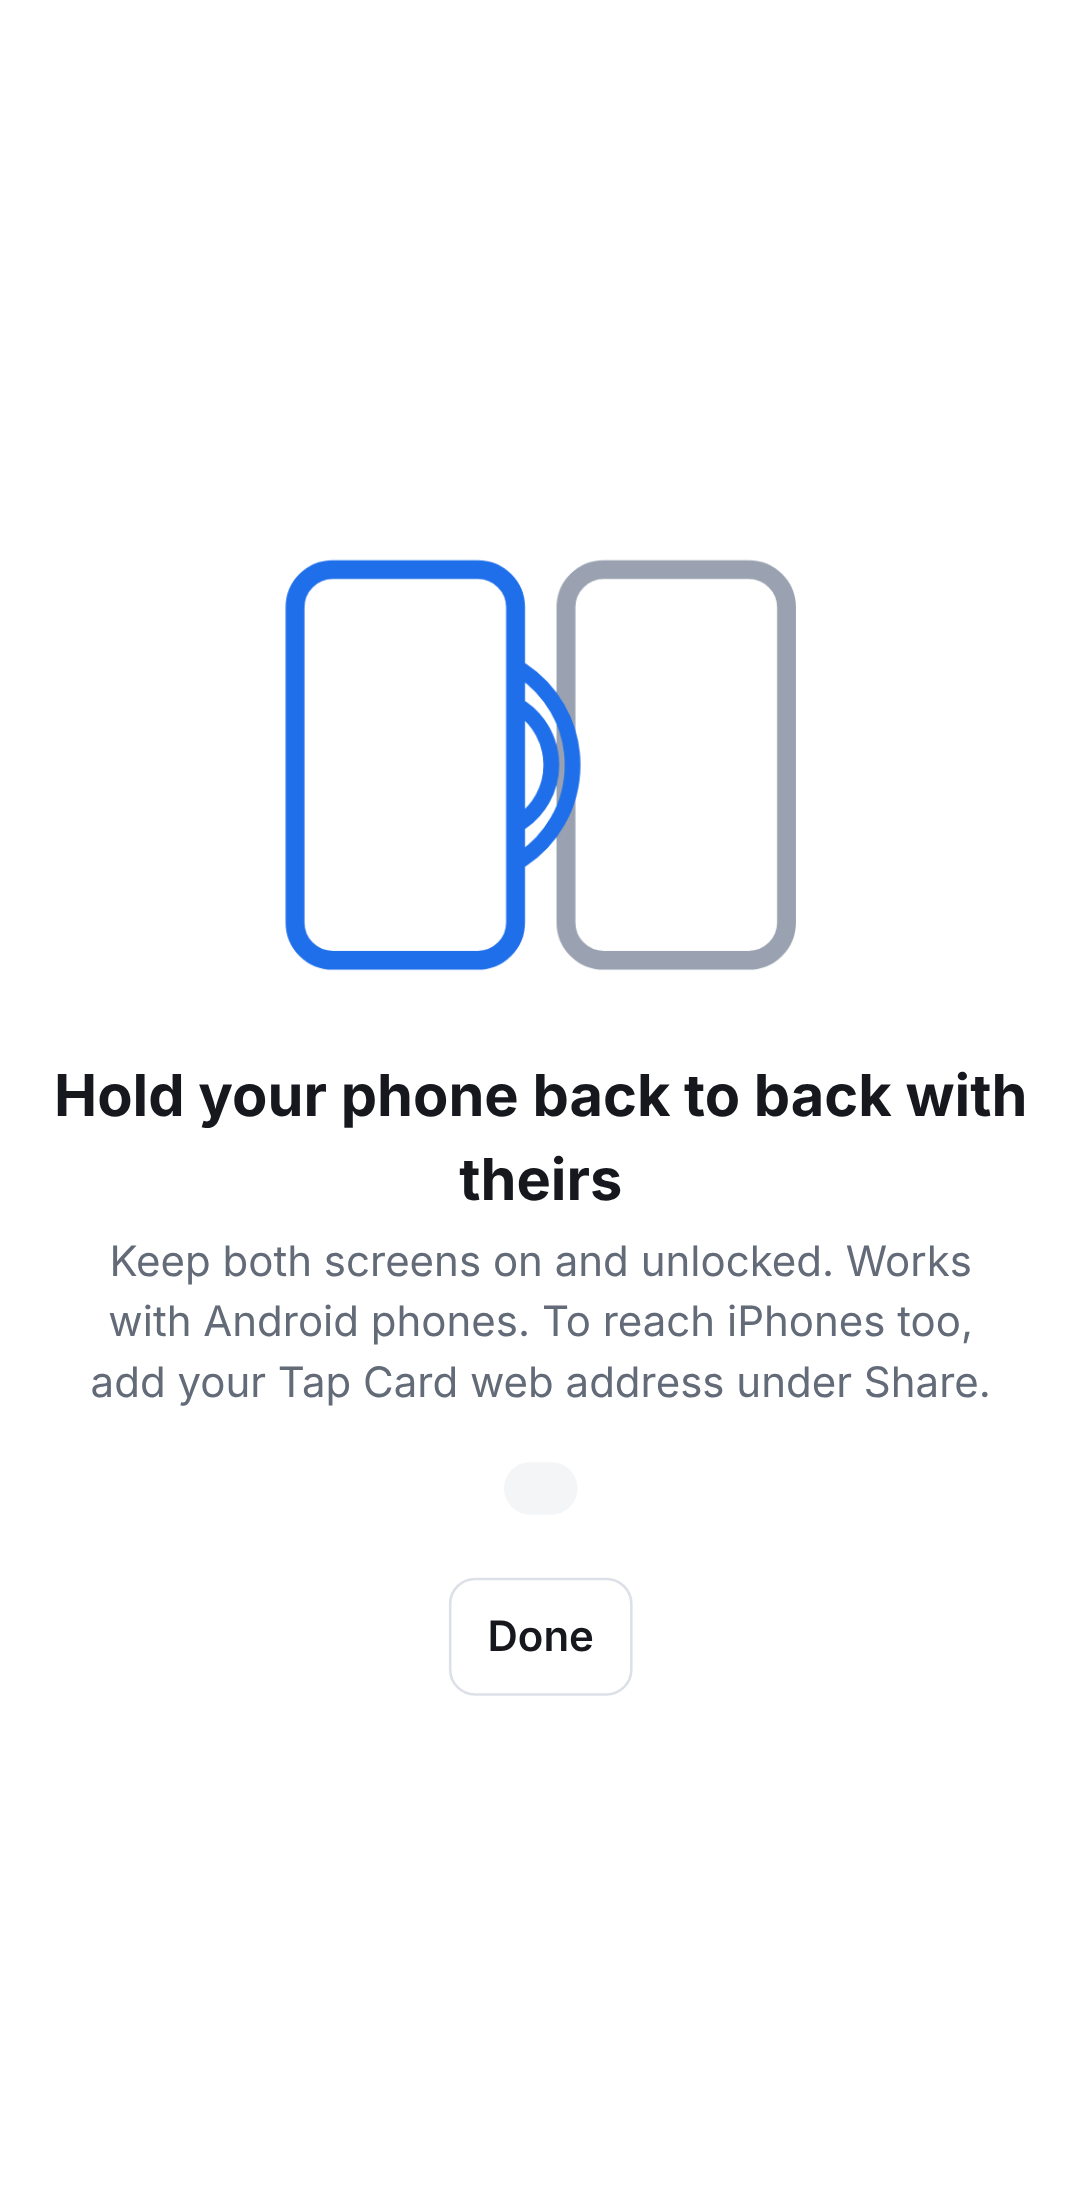 Hold your phone back to back with
theirs
Keep both screens on and unlocked. Works
with Android phones. To reach iPhones too,
add your Tap Card web address under Share.
Done